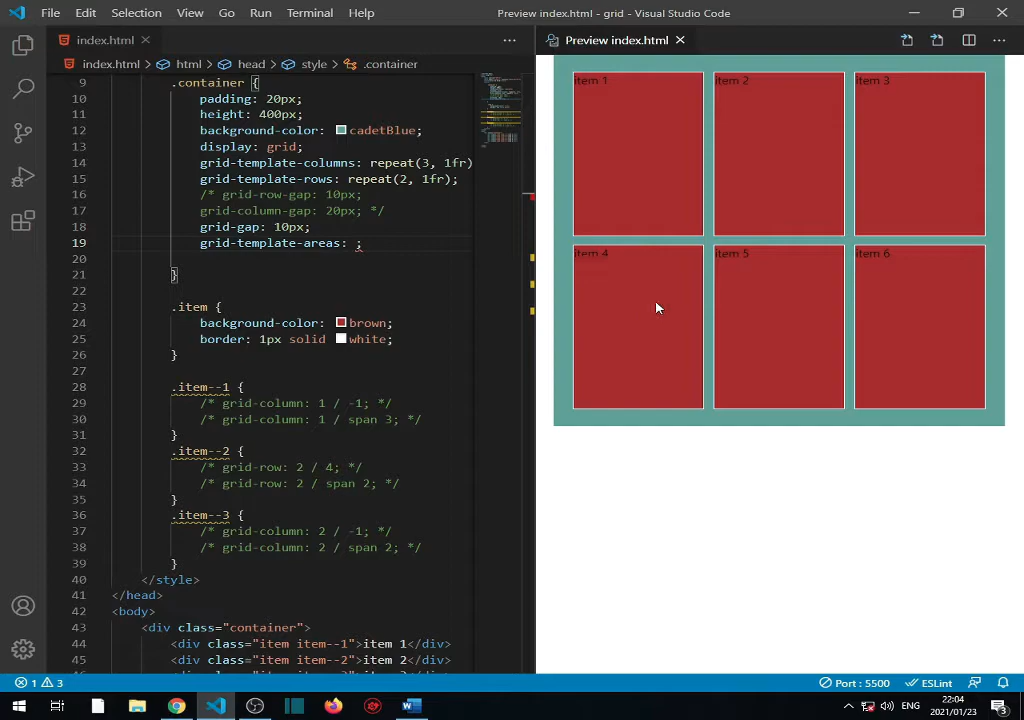 File Edit Selection View Go Run Terminal Help
Preview index.html - grid - Visual Studio Code
index.html
Preview index.html
index.html > html > head > style > .container
9 .container {
10 padding: 20px;
11 height: 400px;
12 background-color: cadetBlue;
13 display: grid;
14 grid-template-columns: repeat(3, 1fr)
15 grid-template-rows: repeat(2, 1fr);
16 /* grid-row-gap: 10px;
17 grid-column-gap: 20px; */
18 grid-gap: 10px;
19 grid-template-areas: ;
20
21 }
22
23 .item {
24 background-color: brown;
25 border: 1px solid white;
26 }
27
28 .item--1 {
29 /* grid-column: 1 / -1; */
30 /* grid-column: 1 / span 3; */
31 }
32 .item--2 {
33 /* grid-row: 2 / 4; */
34 /* grid-row: 2 / span 2; */
35 }
36 .item--3 {
37 /* grid-column: 2 / -1; */
38 /* grid-column: 2 / span 2; */
39 }
40 </style>
41 </head>
42 <body>
43 <div class="container">
44 <div class="item item--1">item 1</div>
45 <div class="item item--2">item 2</div>
item 1 item 2 item 3
item 4 item 5 item 6
1 3
Port : 5500 ESLint
W
ENG
22:04
2021/01/23
3